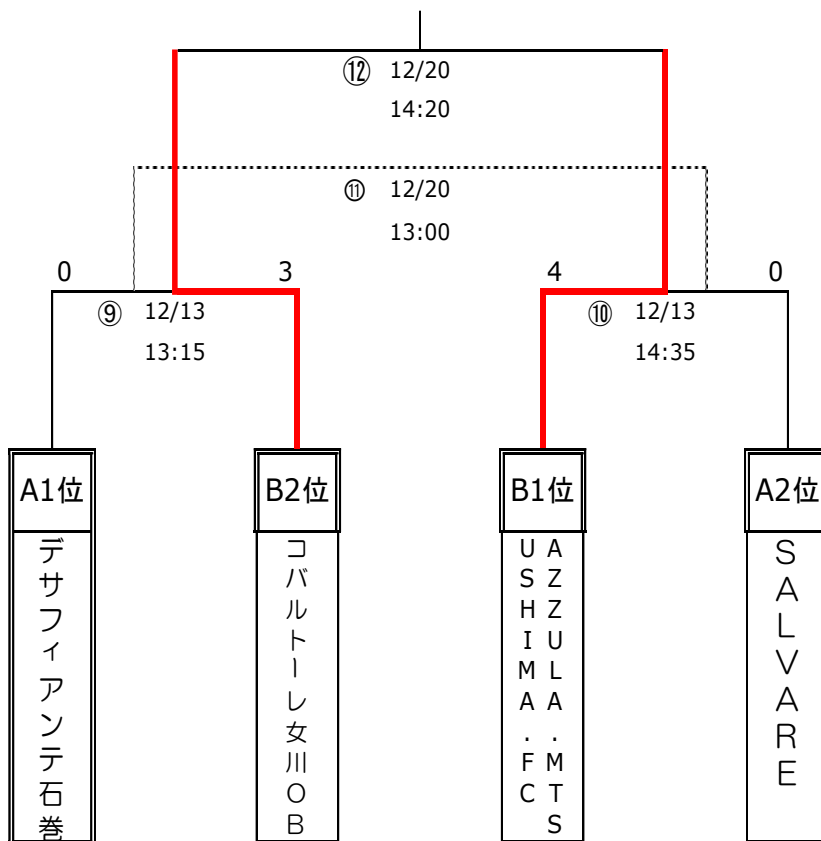 ⑫ 12/20
14:20
⑪ 12/20
13:00
0 3 4 0
⑨ 12/13 ⑩ 12/13
13:15 14:35
A1位 B2位 B1位 A2位
デサフィアンテ石巻
コバルトーレ女川OB
AZZULA.MTS
USHIMA.FC
SALVARE